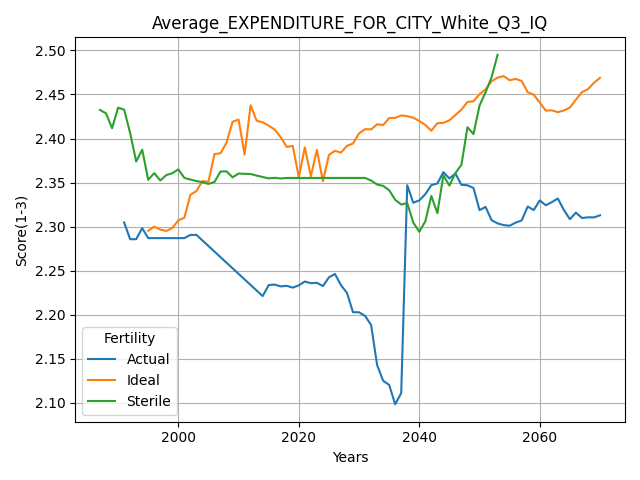 Average_EXPENDITURE_FOR_CITY_White_Q3_IQ
Score(1-3)
2.50
2.45
2.40
2.35
2.30
2.25
2.20
2.15
2.10
Fertility
Actual
Ideal
Sterile
2000 2020 2040 2060
Years